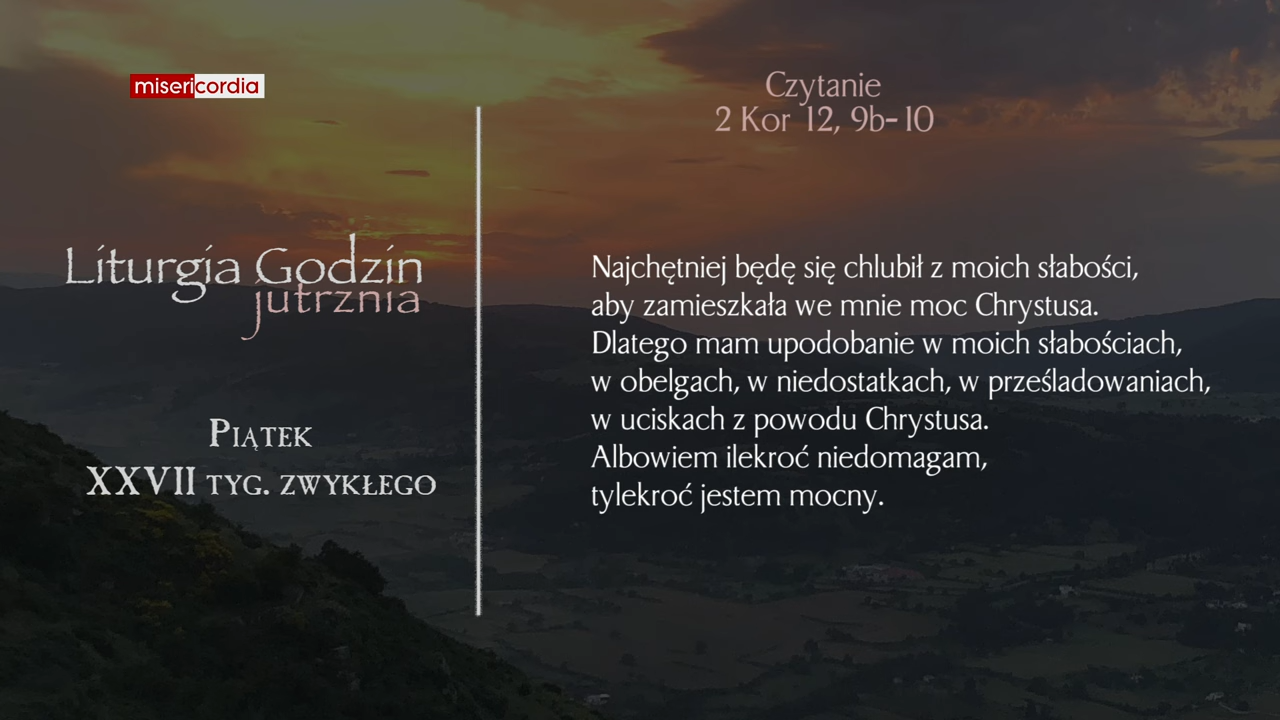 misericordia
Liturgia Godzin
jutrznia
Piątek
XXVII tyg. zwykłego
Czytanie
2 Kor 12, 9b-10
Najchętniej będę się chlubił z moich słabości,
aby zamieszkała we mnie moc Chrystusa.
Dlatego mam upodobanie w moich słabościach,
w obelgach, w niedostatkach, w prześladowaniach,
w uciskach z powodu Chrystusa.
Albowiem ilekroć niedomagam,
tylekroć jestem mocny.